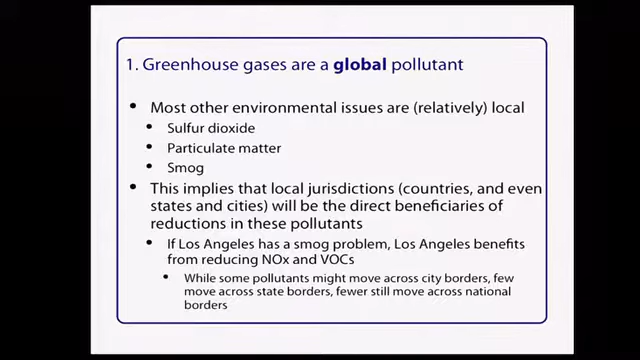 1. Greenhouse gases are a global pollutant
• Most other environmental issues are (relatively) local
• Sulfur dioxide
• Particulate matter
• Smog
• This implies that local jurisdictions (countries, and even
states and cities) will be the direct beneficiaries of
reductions in these pollutants
• If Los Angeles has a smog problem, Los Angeles benefits
from reducing NOx and VOCs
• While some pollutants might move across city borders, few
move across state borders, fewer still move across national
borders